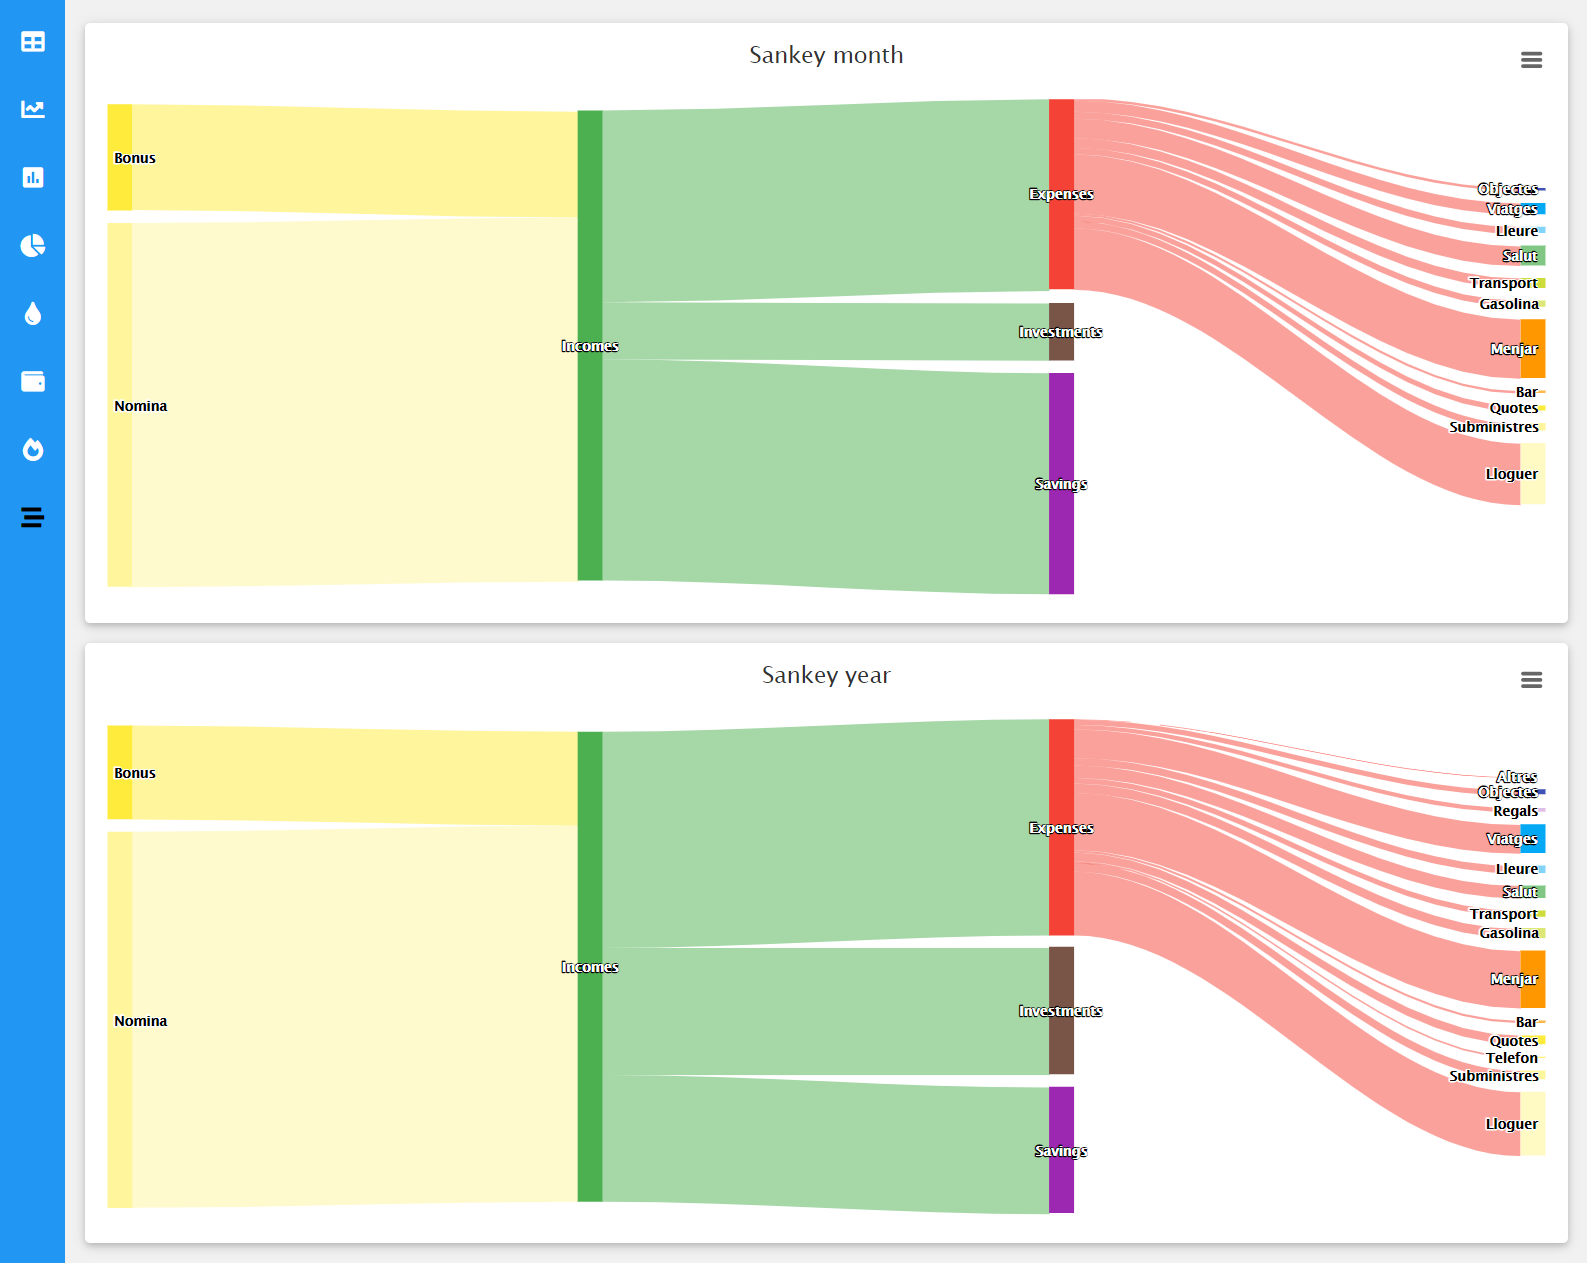 Sankey month
Bonus
Nomina
Incomes
Expenses
Investments
Savings
Objectes
Viatges
Lleure
Salut
Transport
Gasolina
Menjar
Bar
Quotes
Subministres
Lloguer
Sankey year
Bonus
Nomina
Incomes
Expenses
Investments
Savings
Altres
Objectes
Regals
Viatges
Lleure
Salut
Transport
Gasolina
Menjar
Bar
Quotes
Telefon
Subministres
Lloguer